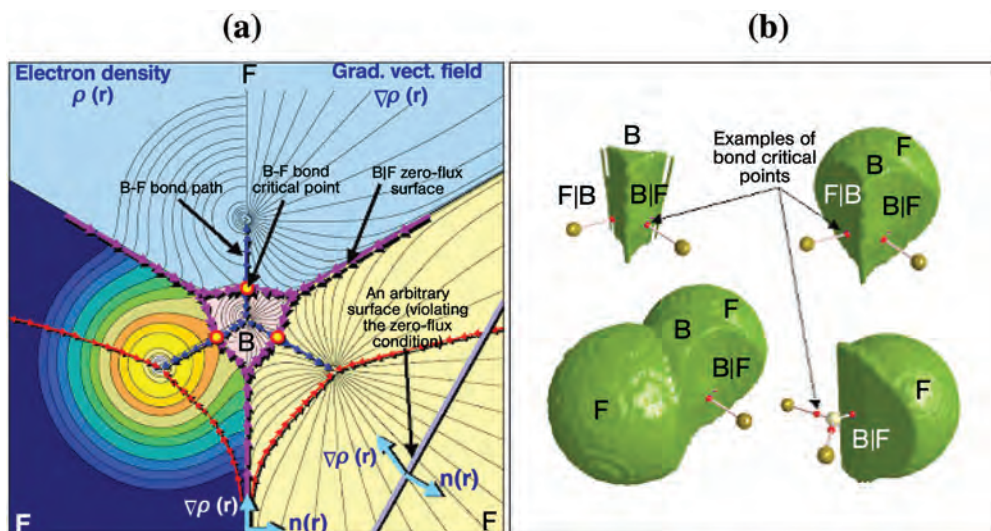 (a)
(b)
Electron density
ρ (r)
F
Grad. vect. field
∇ρ (r)
B-F bond path
B-F bond
critical point
B|F zero-flux
surface
An arbitrary
surface (violating
the zero-flux
condition)
B
∇ρ (r)
n(r)
∇ρ (r)
n(r)
F
F
Examples of
bond critical
points
B
F|B
B|F
F
B
F|B
B|F
F
B
B|F
F
F
B|F